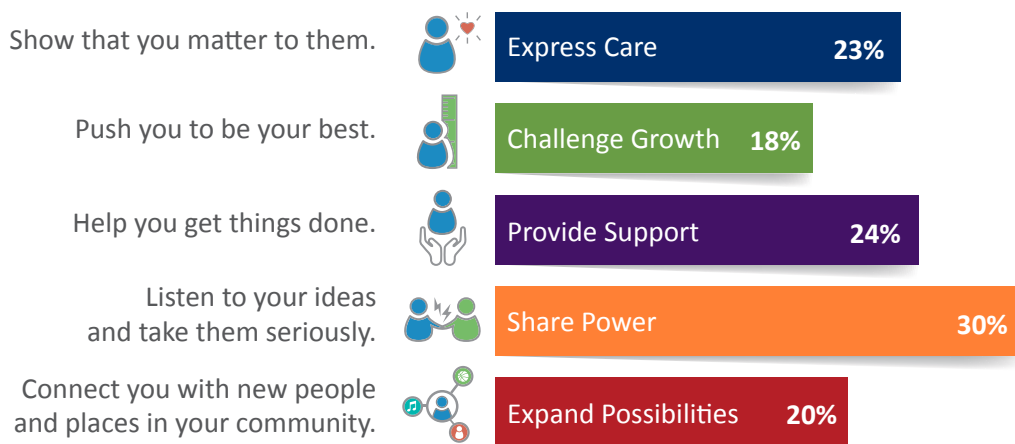 Show that you matter to them.
Express Care 23%
Push you to be your best.
Challenge Growth 18%
Help you get things done.
Provide Support 24%
Listen to your ideas
and take them seriously.
Share Power 30%
Connect you with new people
and places in your community.
Expand Possibilities 20%